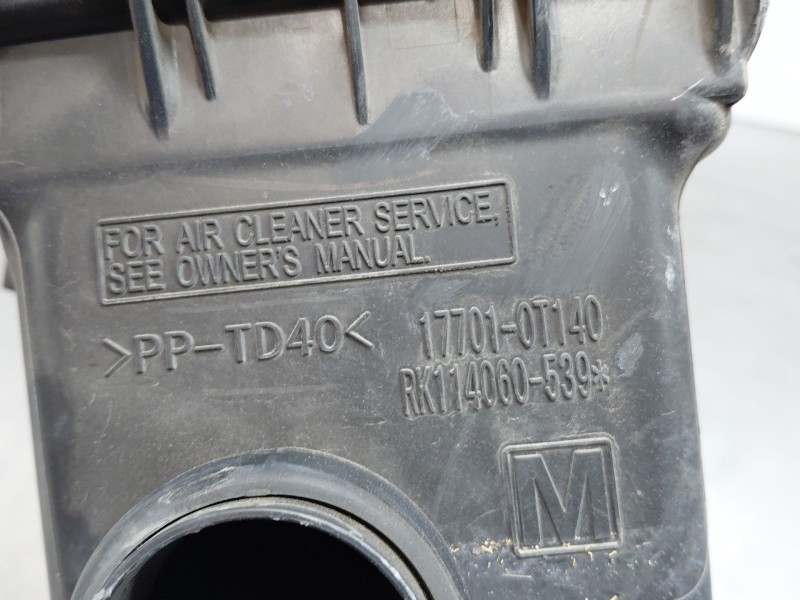 FOR AIR CLEANER SERVICE,
SEE OWNER'S MANUAL.
>PP-TD40<
17701-0T140
RK114060-539*
M